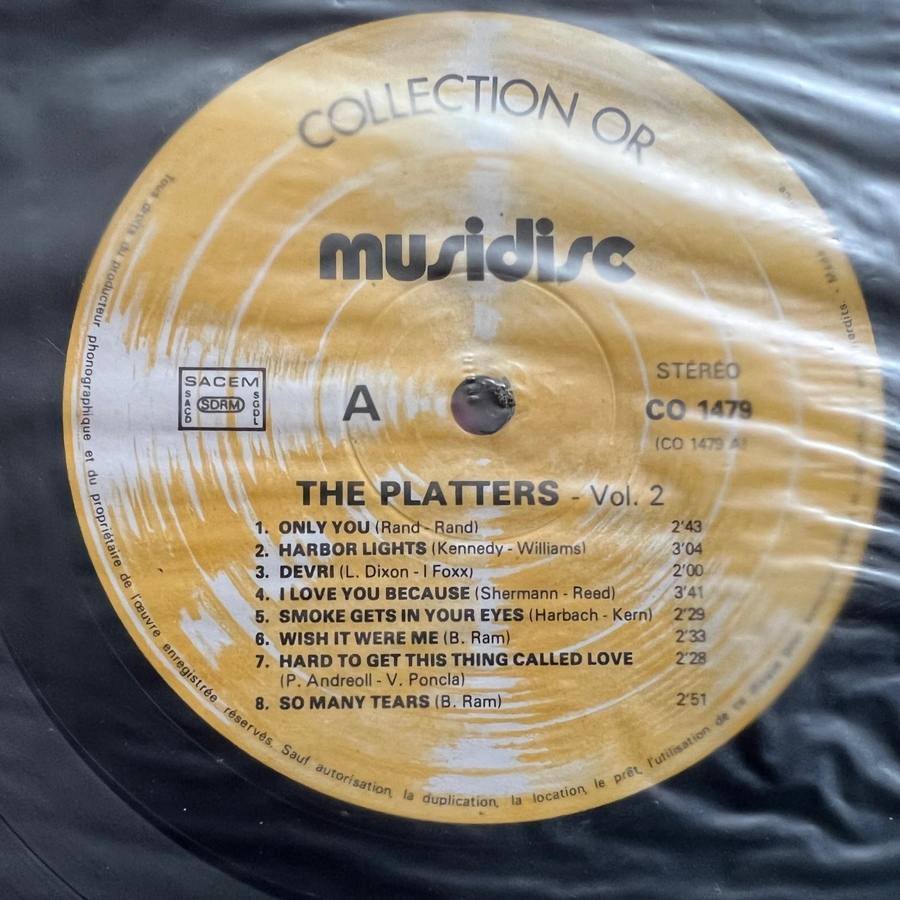 COLLECTION OR
musidisc
SACEM
SACD
SDRM
SGDL
A
STÉRÉO
CO 1479
(CO 1479 A)
THE PLATTERS - Vol. 2
1. ONLY YOU (Rand - Rand) 2'43
2. HARBOR LIGHTS (Kennedy - Williams) 3'04
3. DEVRI (L. Dixon - I Foxx) 2'00
4. I LOVE YOU BECAUSE (Shermann - Reed) 3'41
5. SMOKE GETS IN YOUR EYES (Harbach - Kern) 2'29
6. WISH IT WERE ME (B. Ram) 2'33
7. HARD TO GET THIS THING CALLED LOVE 2'28
(P. Andreoll - V. Poncla)
8. SO MANY TEARS (B. Ram) 2'51
Tous droits du producteur phonographique et du propriétaire de l'œuvre enregistrée réservés. Sauf autorisation, la duplication, la location, le prêt, l'utilisation de ce disque